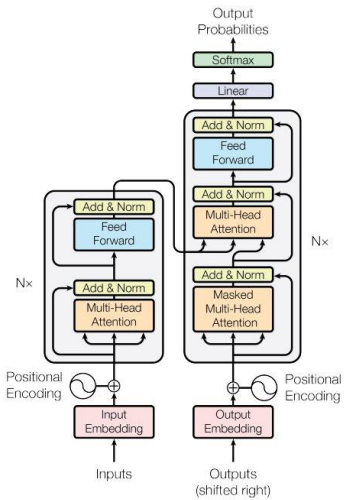 Output
Probabilities
Softmax
Linear
Add & Norm
Feed
Forward
Add & Norm
Multi-Head
Attention
Add & Norm
Masked
Multi-Head
Attention
N×
Add & Norm
Feed
Forward
Add & Norm
Multi-Head
Attention
N×
Positional
Encoding
Positional
Encoding
Input
Embedding
Output
Embedding
Inputs
Outputs
(shifted right)